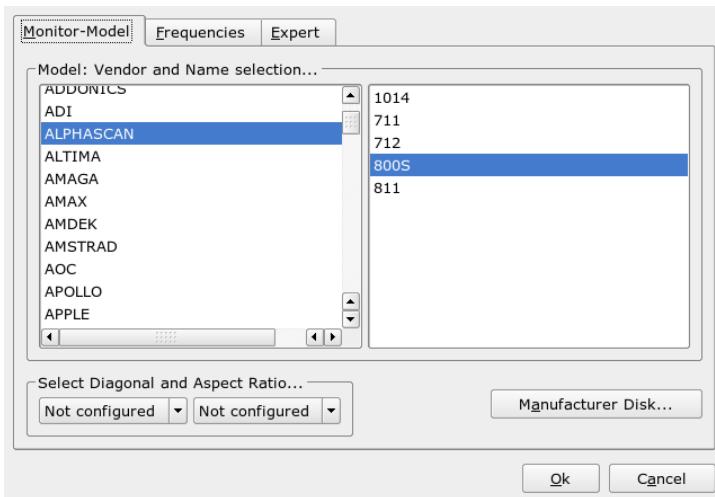 Monitor-Model Frequencies Expert
Model: Vendor and Name selection...
ADDONICS
ADI
ALPHASCAN
ALTIMA
AMAGA
AMAX
AMDEK
AMSTRAD
AOC
APOLLO
APPLE
1014
711
712
800S
811
Select Diagonal and Aspect Ratio...
Not configured Not configured
Manufacturer Disk...
Ok Cancel